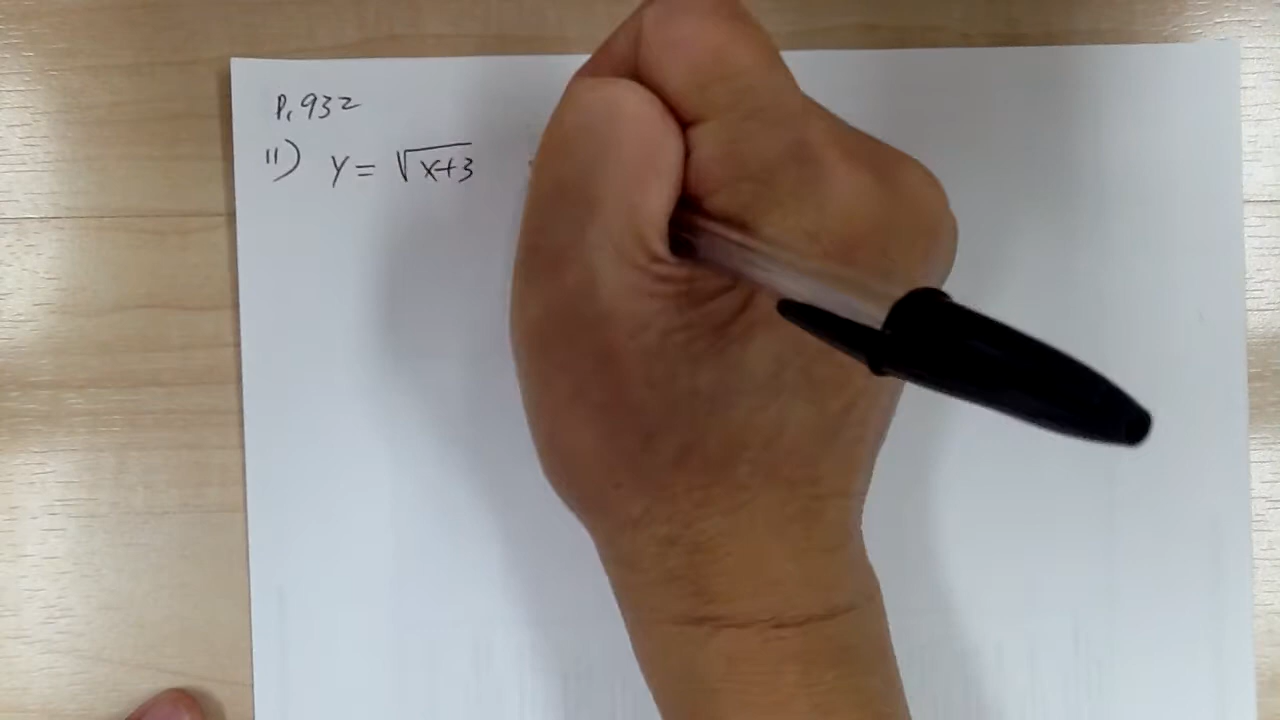 P. 932
11) y = √x+3